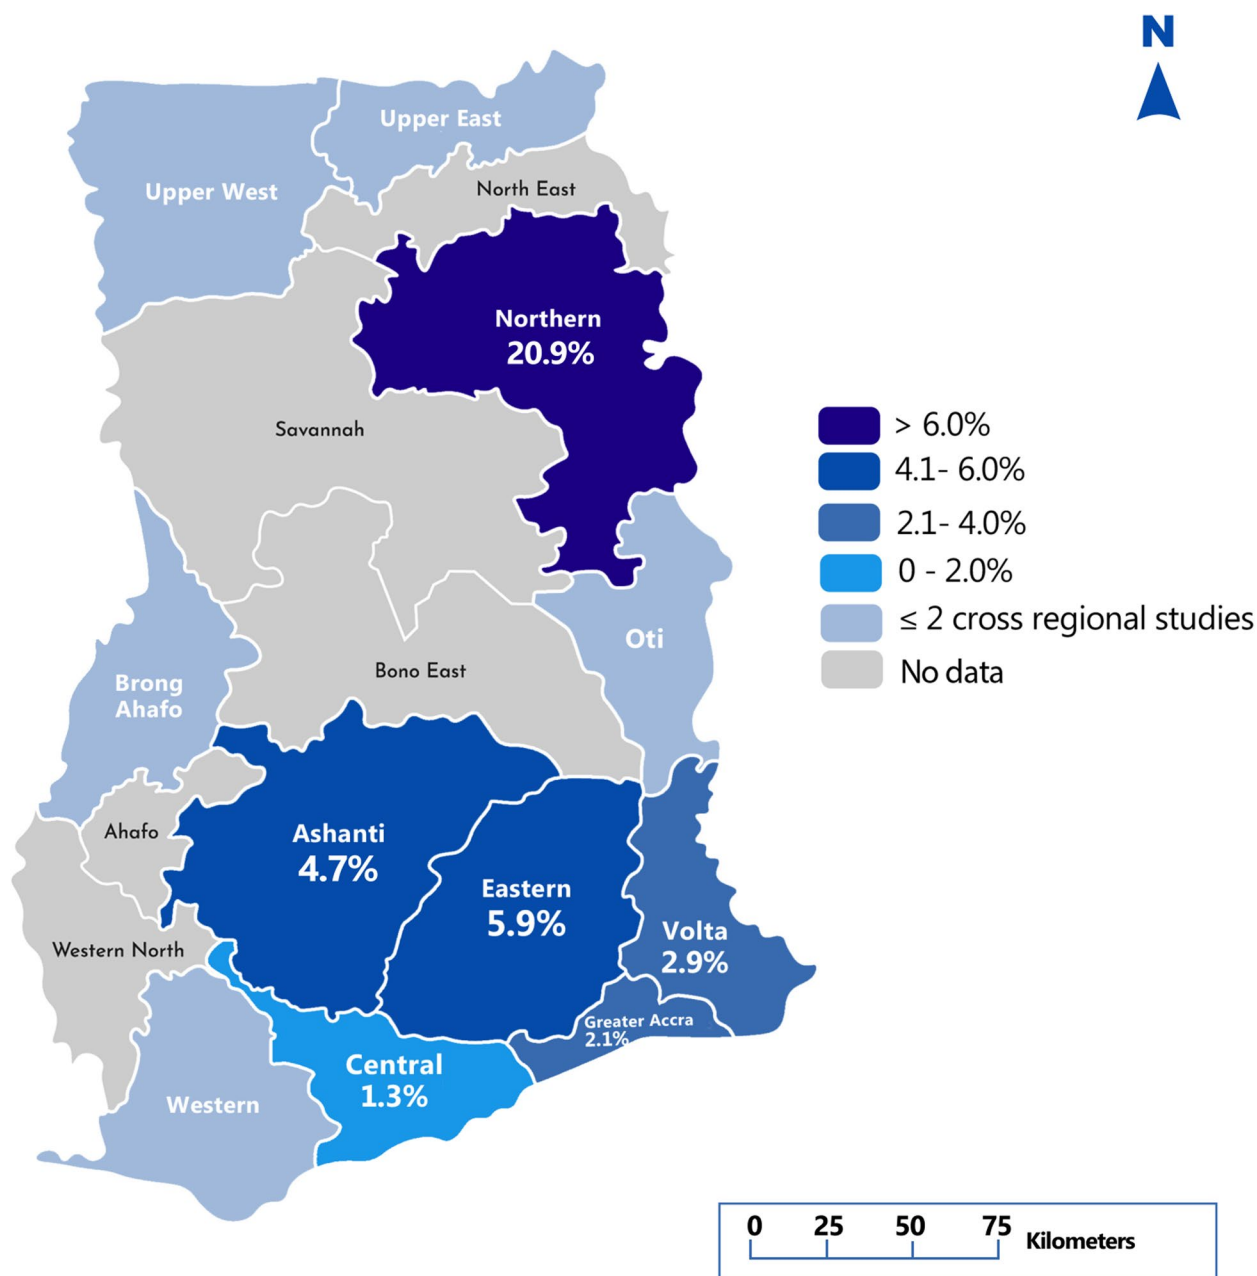 N
Upper East
Upper West
North East
Northern
20.9%
Savannah
> 6.0%
4.1- 6.0%
2.1- 4.0%
0 - 2.0%
≤ 2 cross regional studies
No data
Oti
Brong
Ahafo
Bono East
Ahafo
Ashanti
4.7%
Eastern
5.9%
Volta
2.9%
Western North
Greater Accra
2.1%
Central
1.3%
Western
0 25 50 75 Kilometers